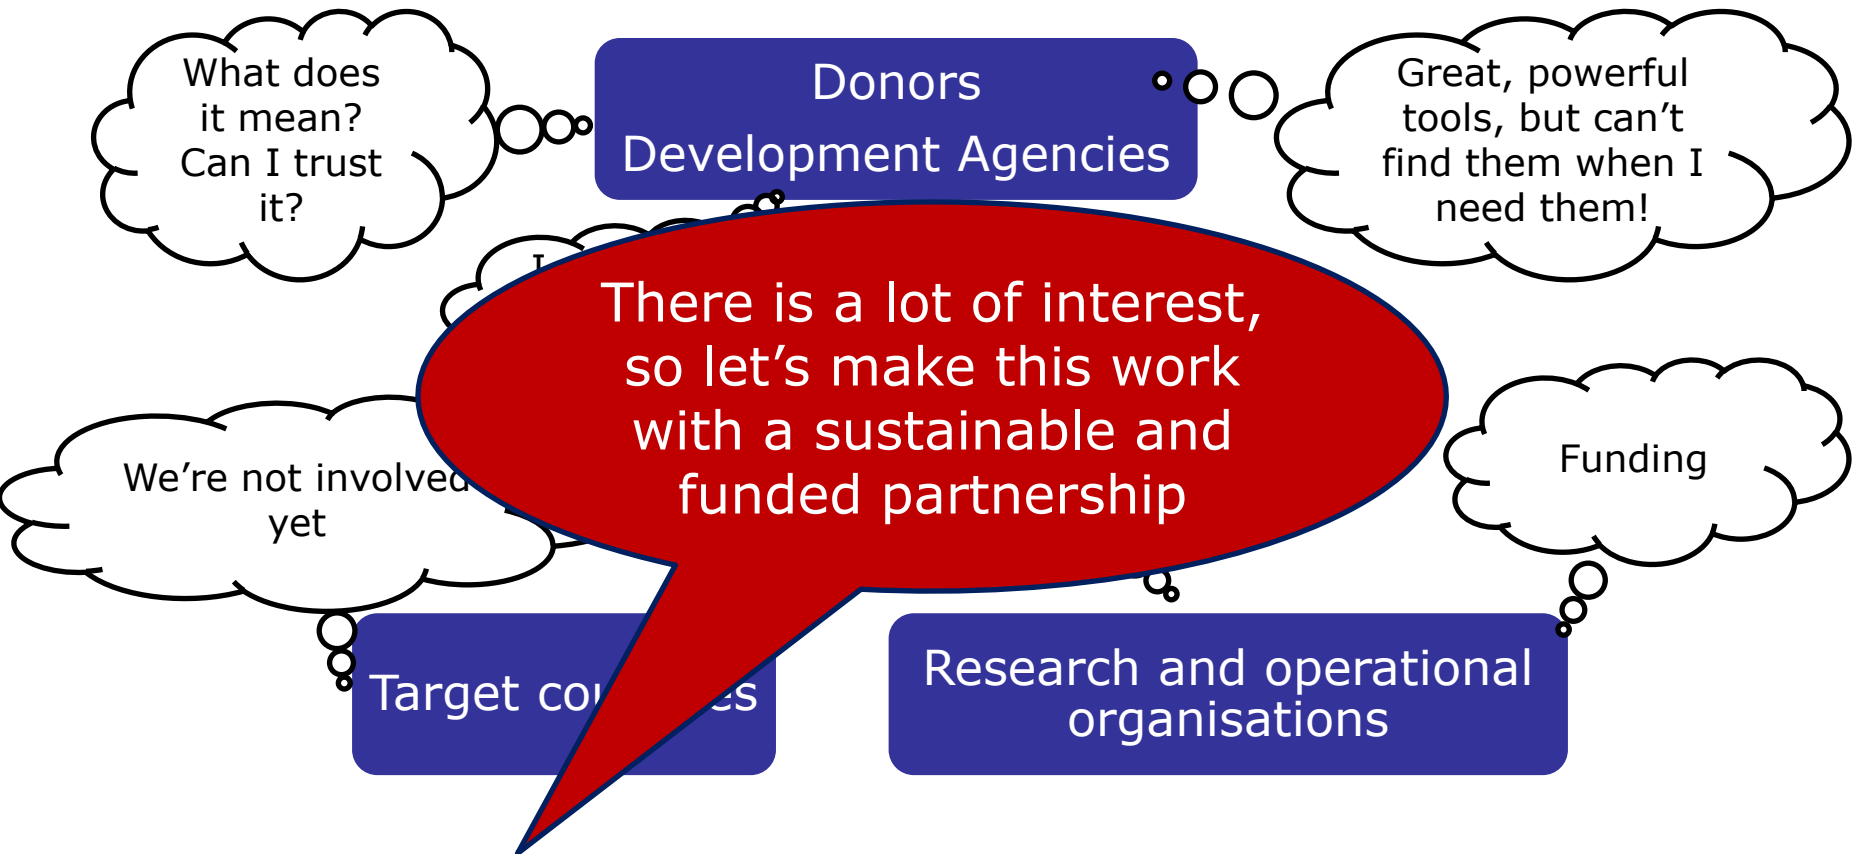 What does
it mean?
Can I trust
it?
Donors
Development Agencies
Great, powerful
tools, but can't
find them when I
need them!
I
There is a lot of interest,
so let's make this work
with a sustainable and
funded partnership
We're not involved
yet
Funding
Target
Research and operational
organisations